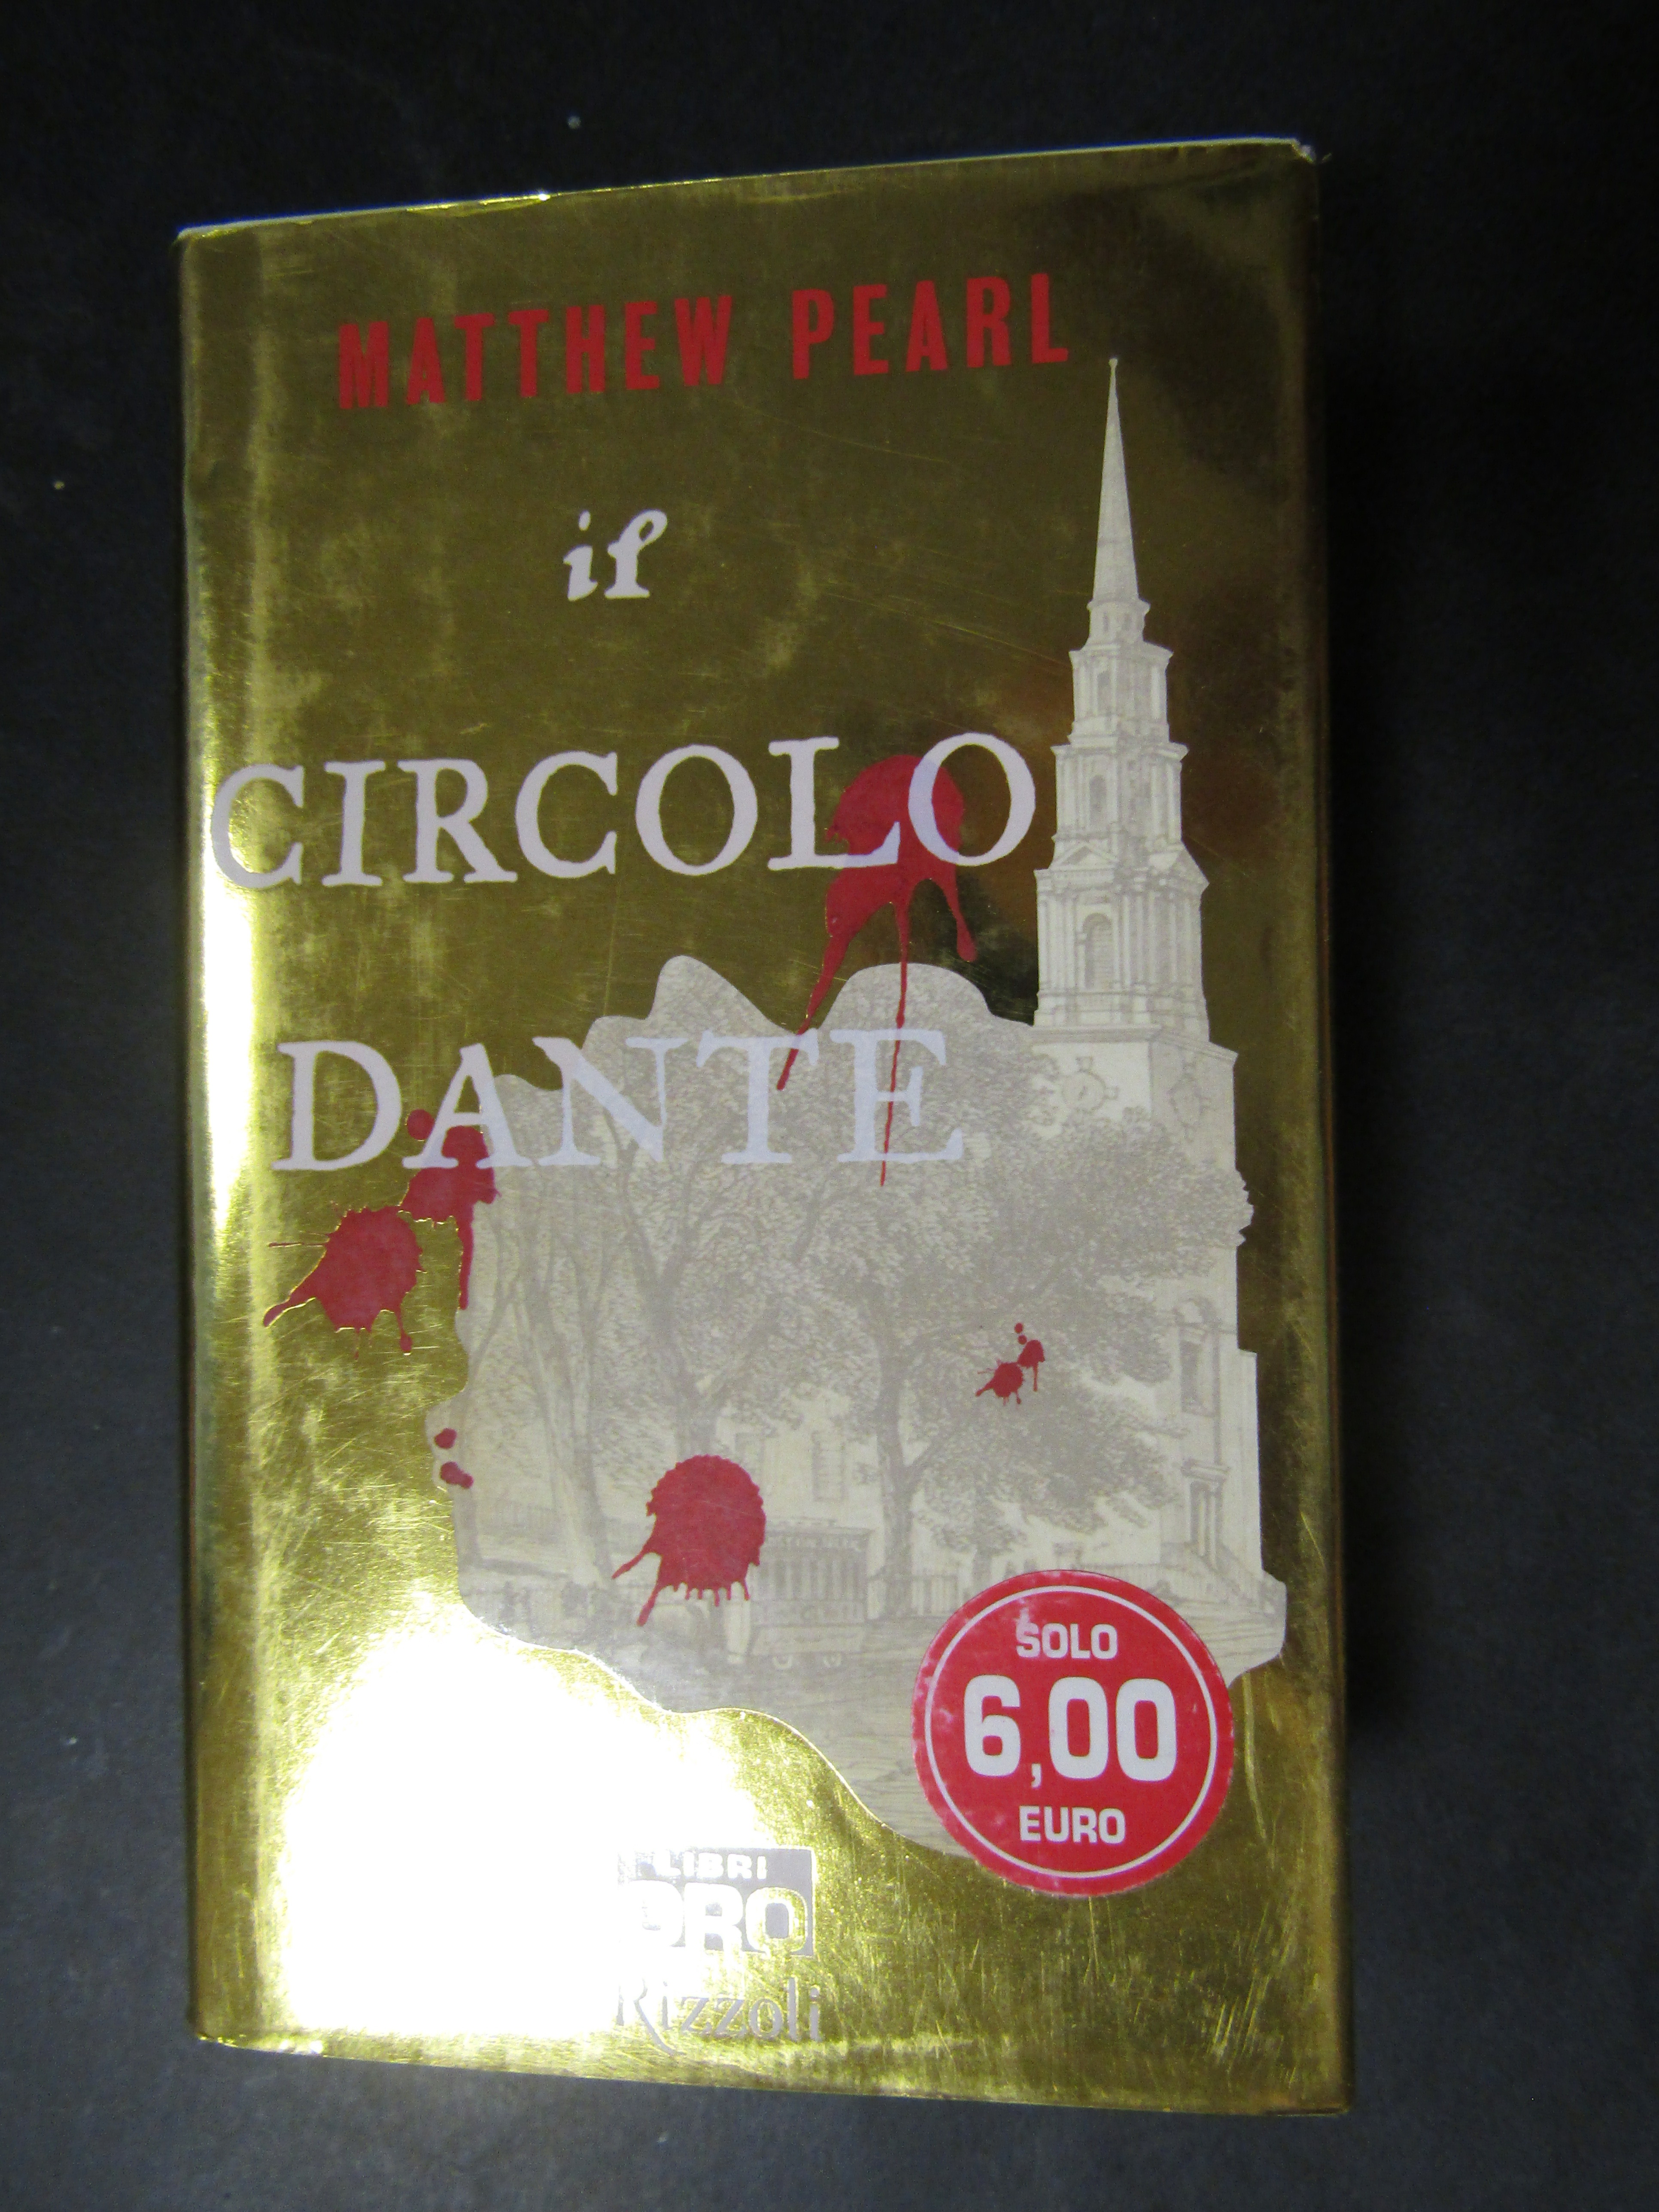 MATTHEW PEARL
il
CIRCOLO
DANTE
SOLO
6,00
EURO
LIBRI
ORO
Rizzoli